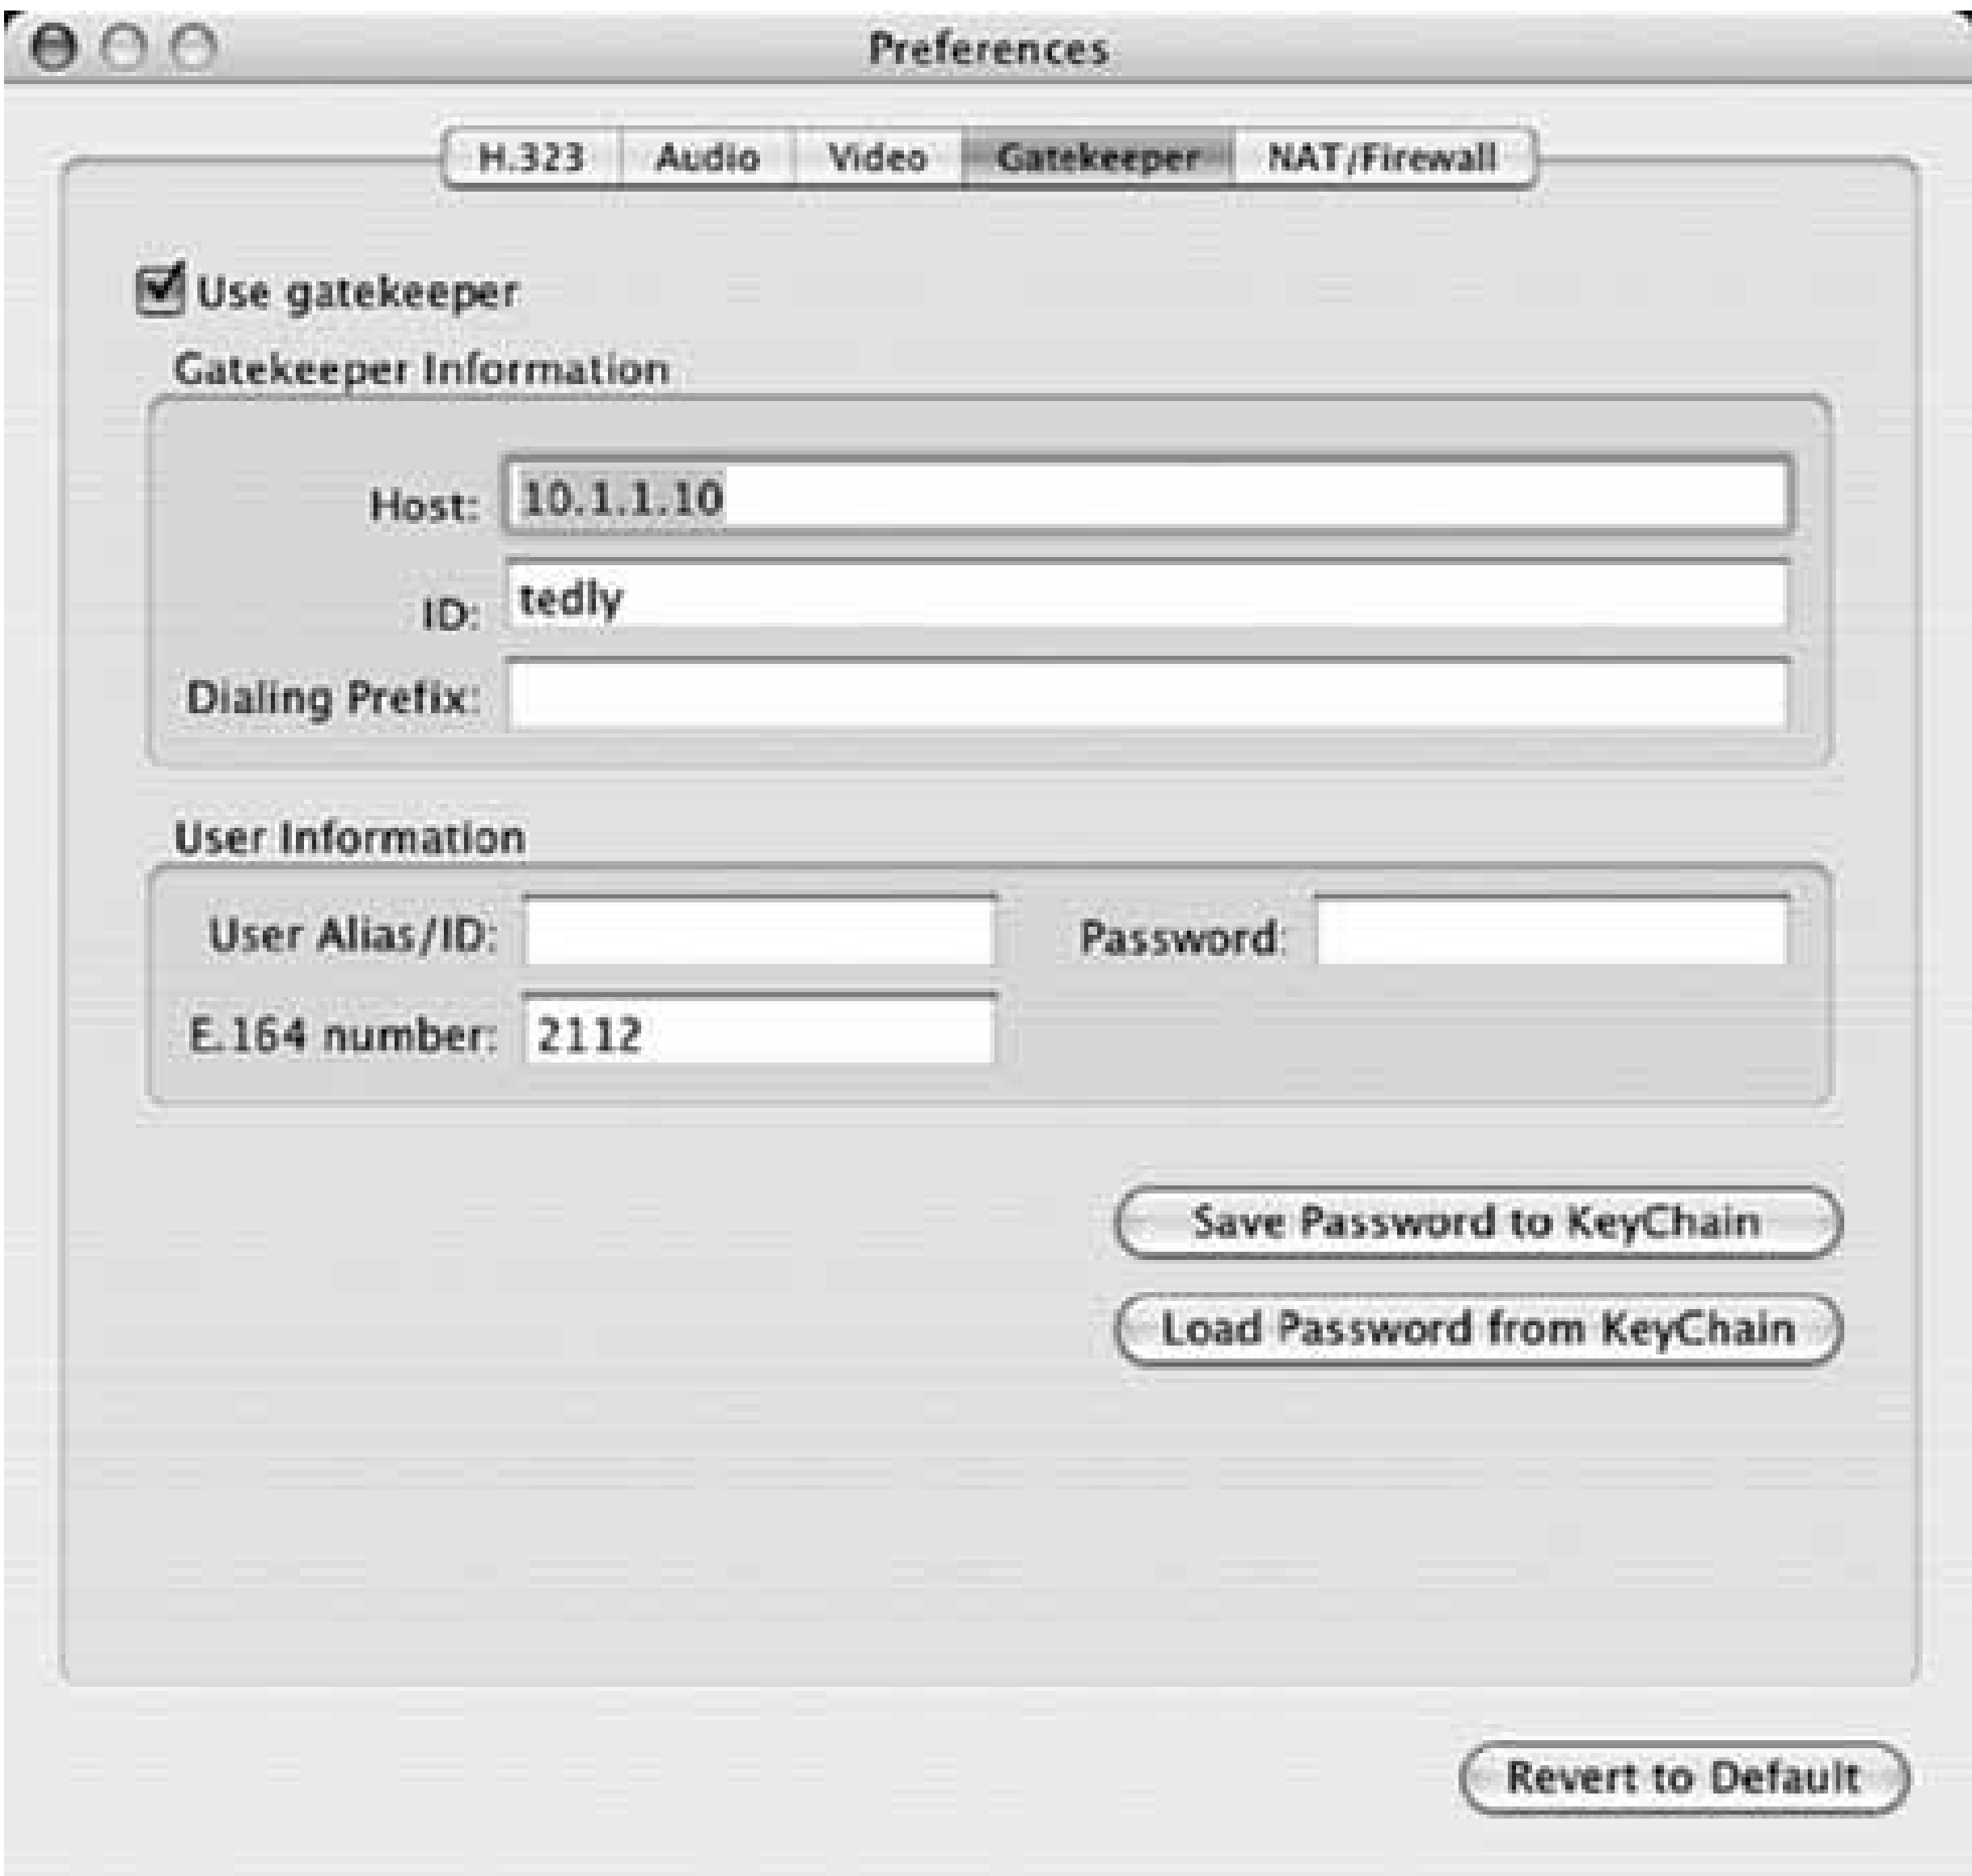 Preferences
H.323 Audio Video Gatekeeper NAT/Firewall
Use gatekeeper
Gatekeeper Information
Host: 10.1.1.10
ID: tedly
Dialing Prefix:
User Information
User Alias/ID: Password:
E.164 number: 2112
Save Password to KeyChain
Load Password from KeyChain
Revert to Default